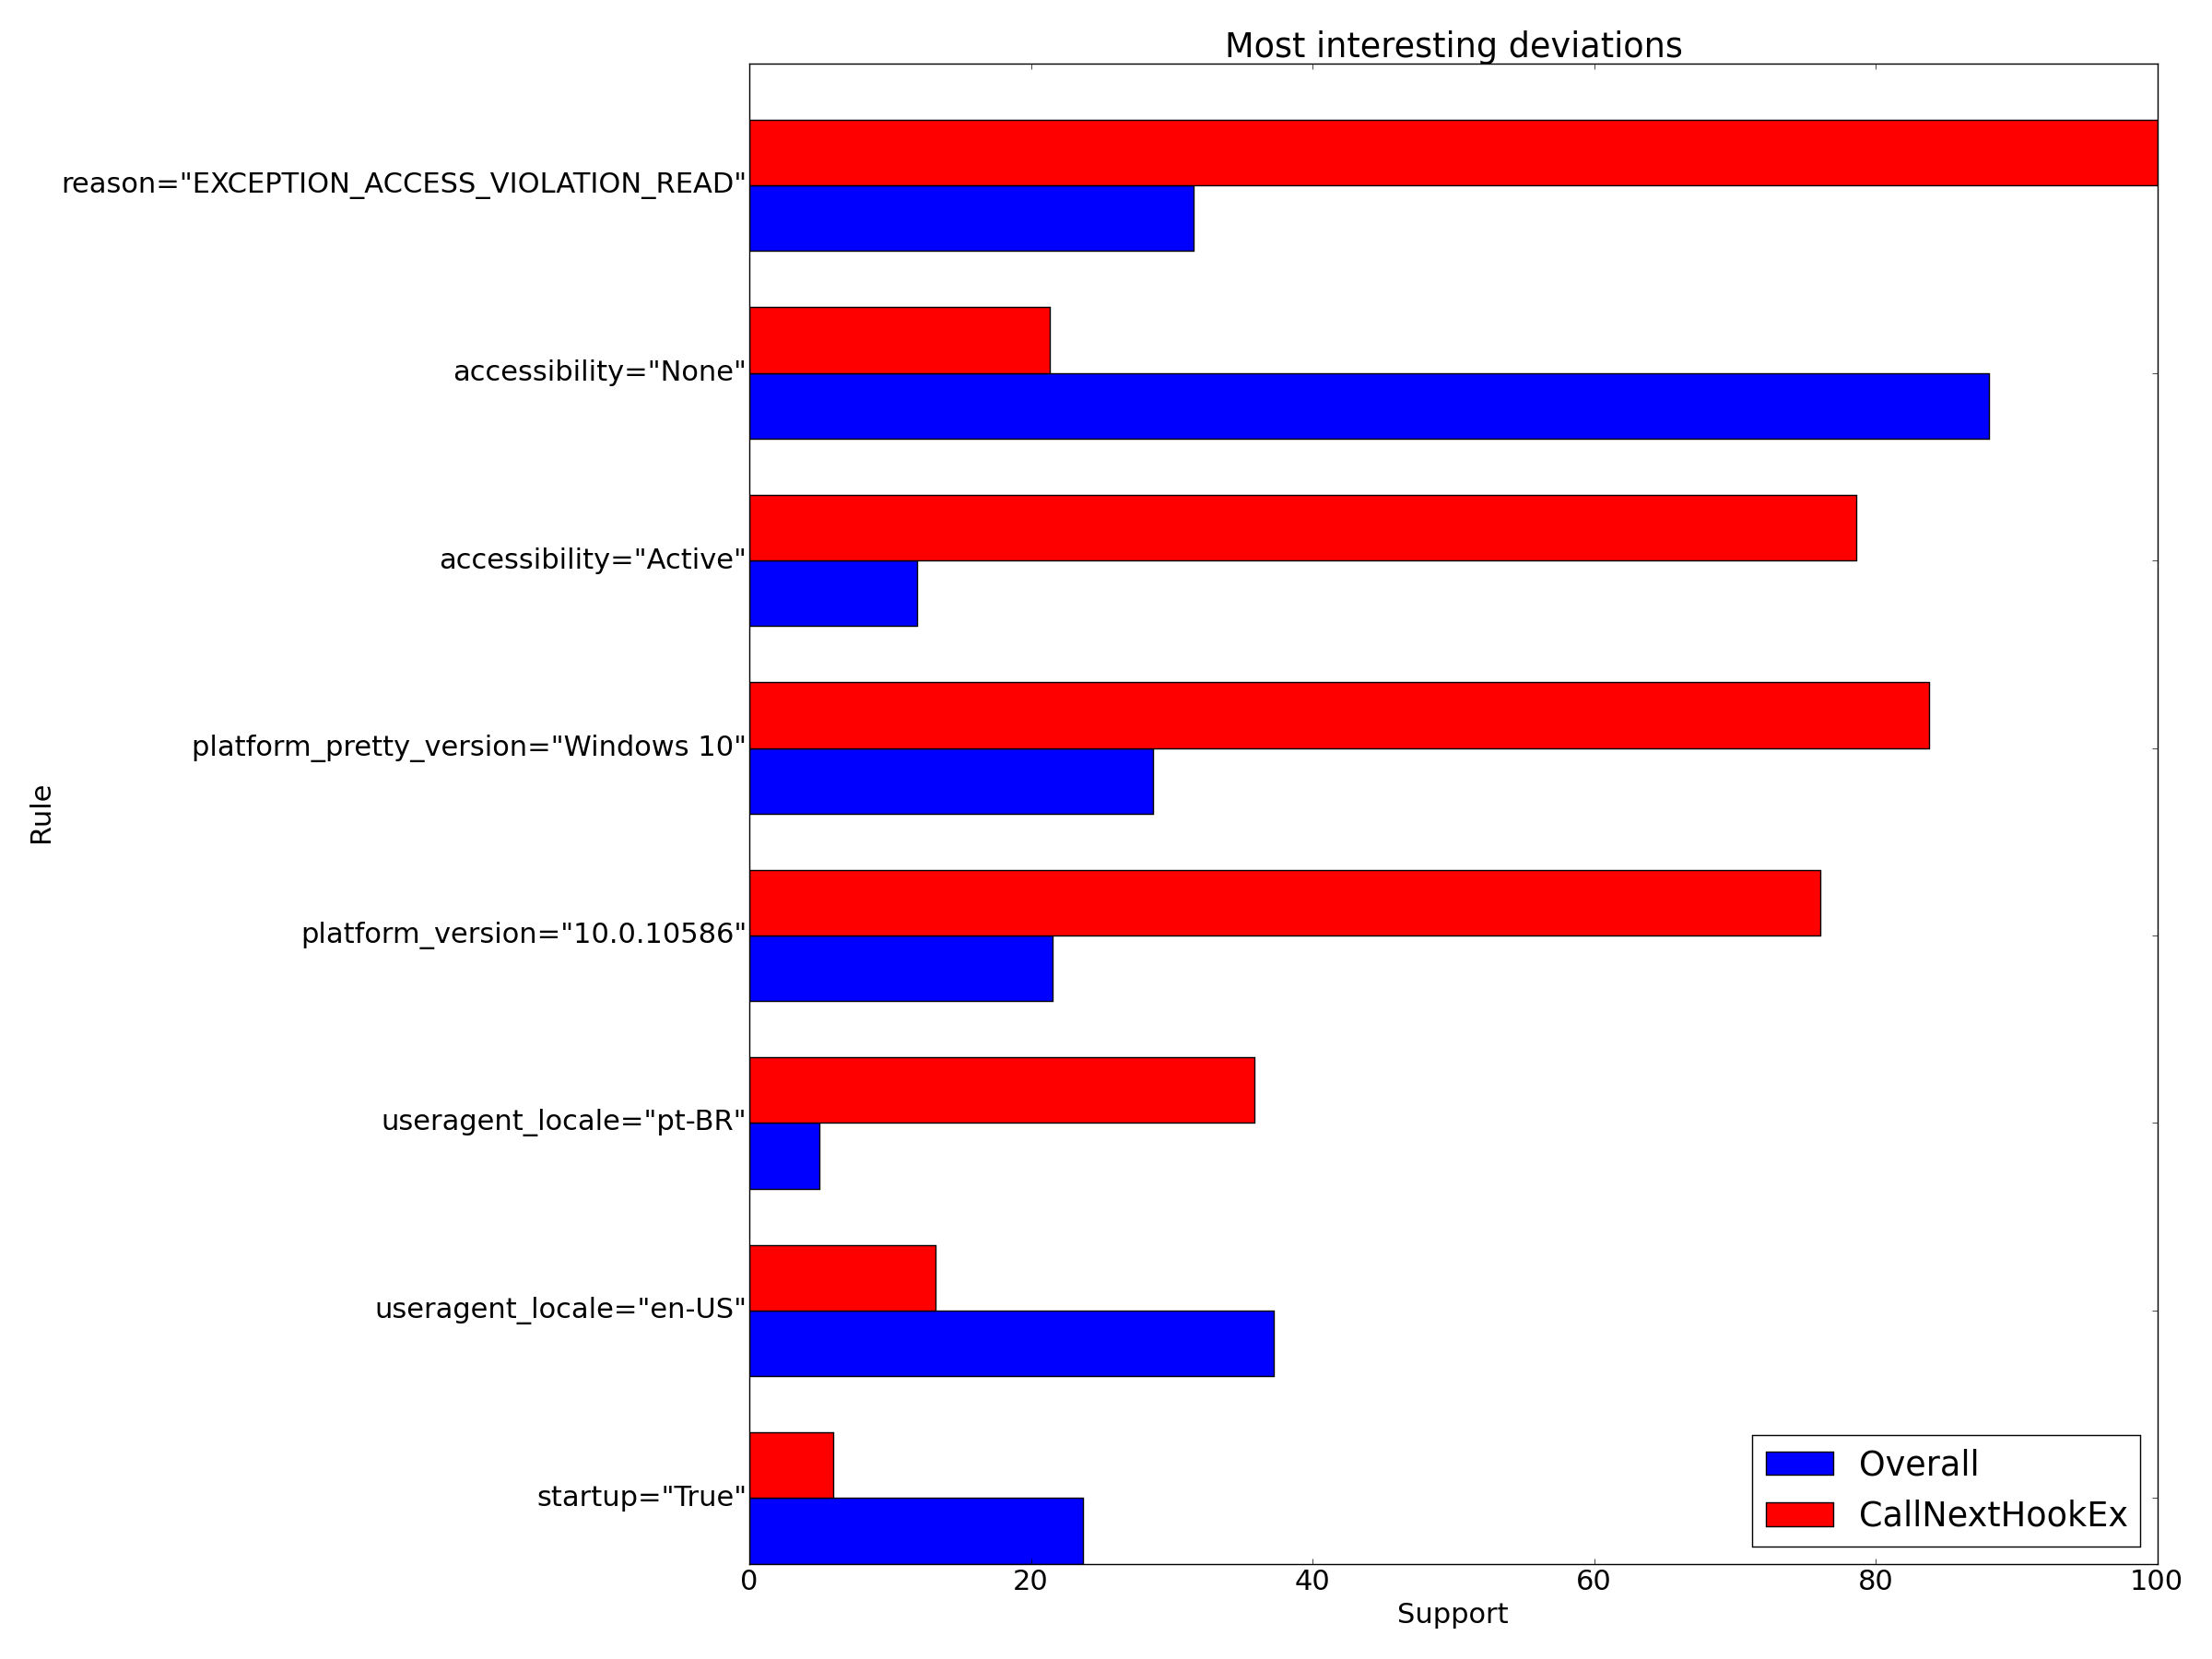 Most interesting deviations
reason="EXCEPTION_ACCESS_VIOLATION_READ"
accessibility="None"
accessibility="Active"
platform_pretty_version="Windows 10"
Rule
platform_version="10.0.10586"
useragent_locale="pt-BR"
useragent_locale="en-US"
startup="True"
Overall
CallNextHookEx
0 20 40 60 80 100
Support